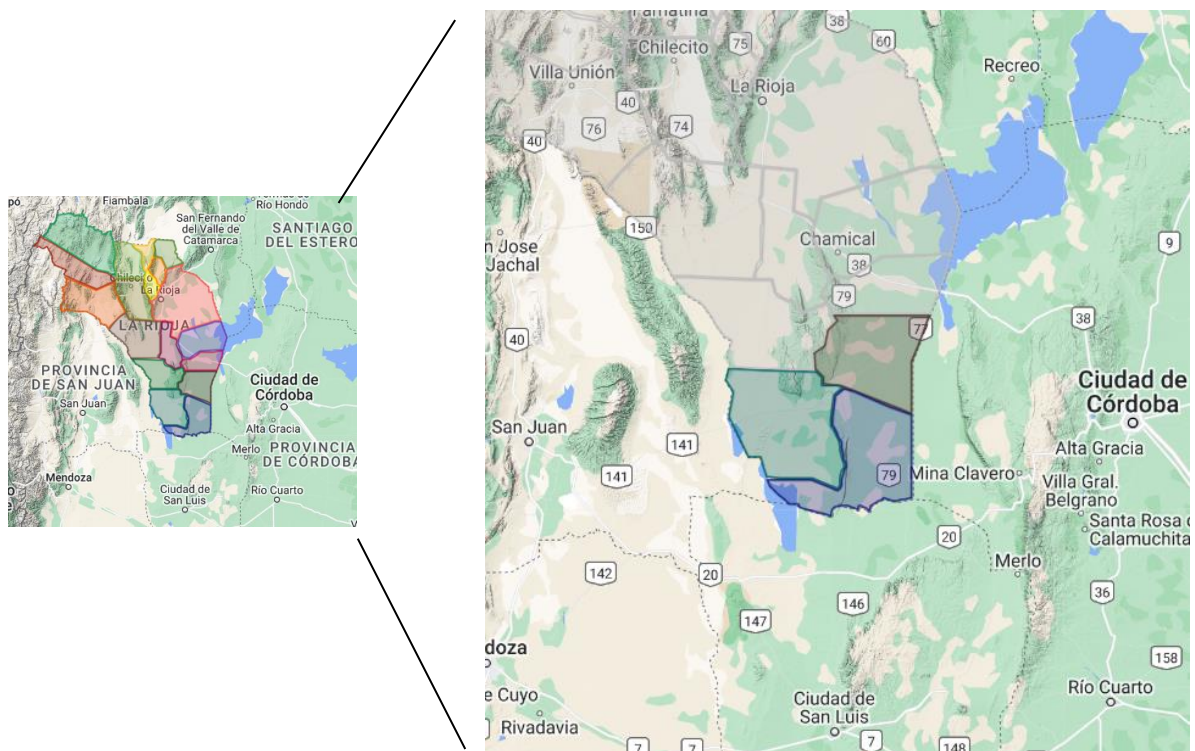 Fiambala
Río Hondo
San Fernando
del Valle de
Catamarca
SANTIAGO
DEL ESTERO
Chilecito
La Rioja
LA RIOJA
PROVINCIA
DE SAN JUAN
San Juan
Ciudad de
Córdoba
Alta Gracia
Merlo
PROVINCIA
DE CÓRDOBA
Mendoza
Ciudad de
San Luis
Río Cuarto
Famatina
38
60
Chilecito
75
Recreo
Villa Unión
La Rioja
40
76
74
40
150
Chamical
9
n Jose
Jachal
38
79
40
77
38
Ciudad de
Córdoba
San Juan
141
Alta Gracia
141
79
Mina Clavero
Villa Gral.
Belgrano
Santa Rosa
Calamuchita
20
142
20
Merlo
146
147
36
doza
158
e Cuyo
Ciudad de
San Luis
Río Cuarto
Rivadavia
7
7
7
148